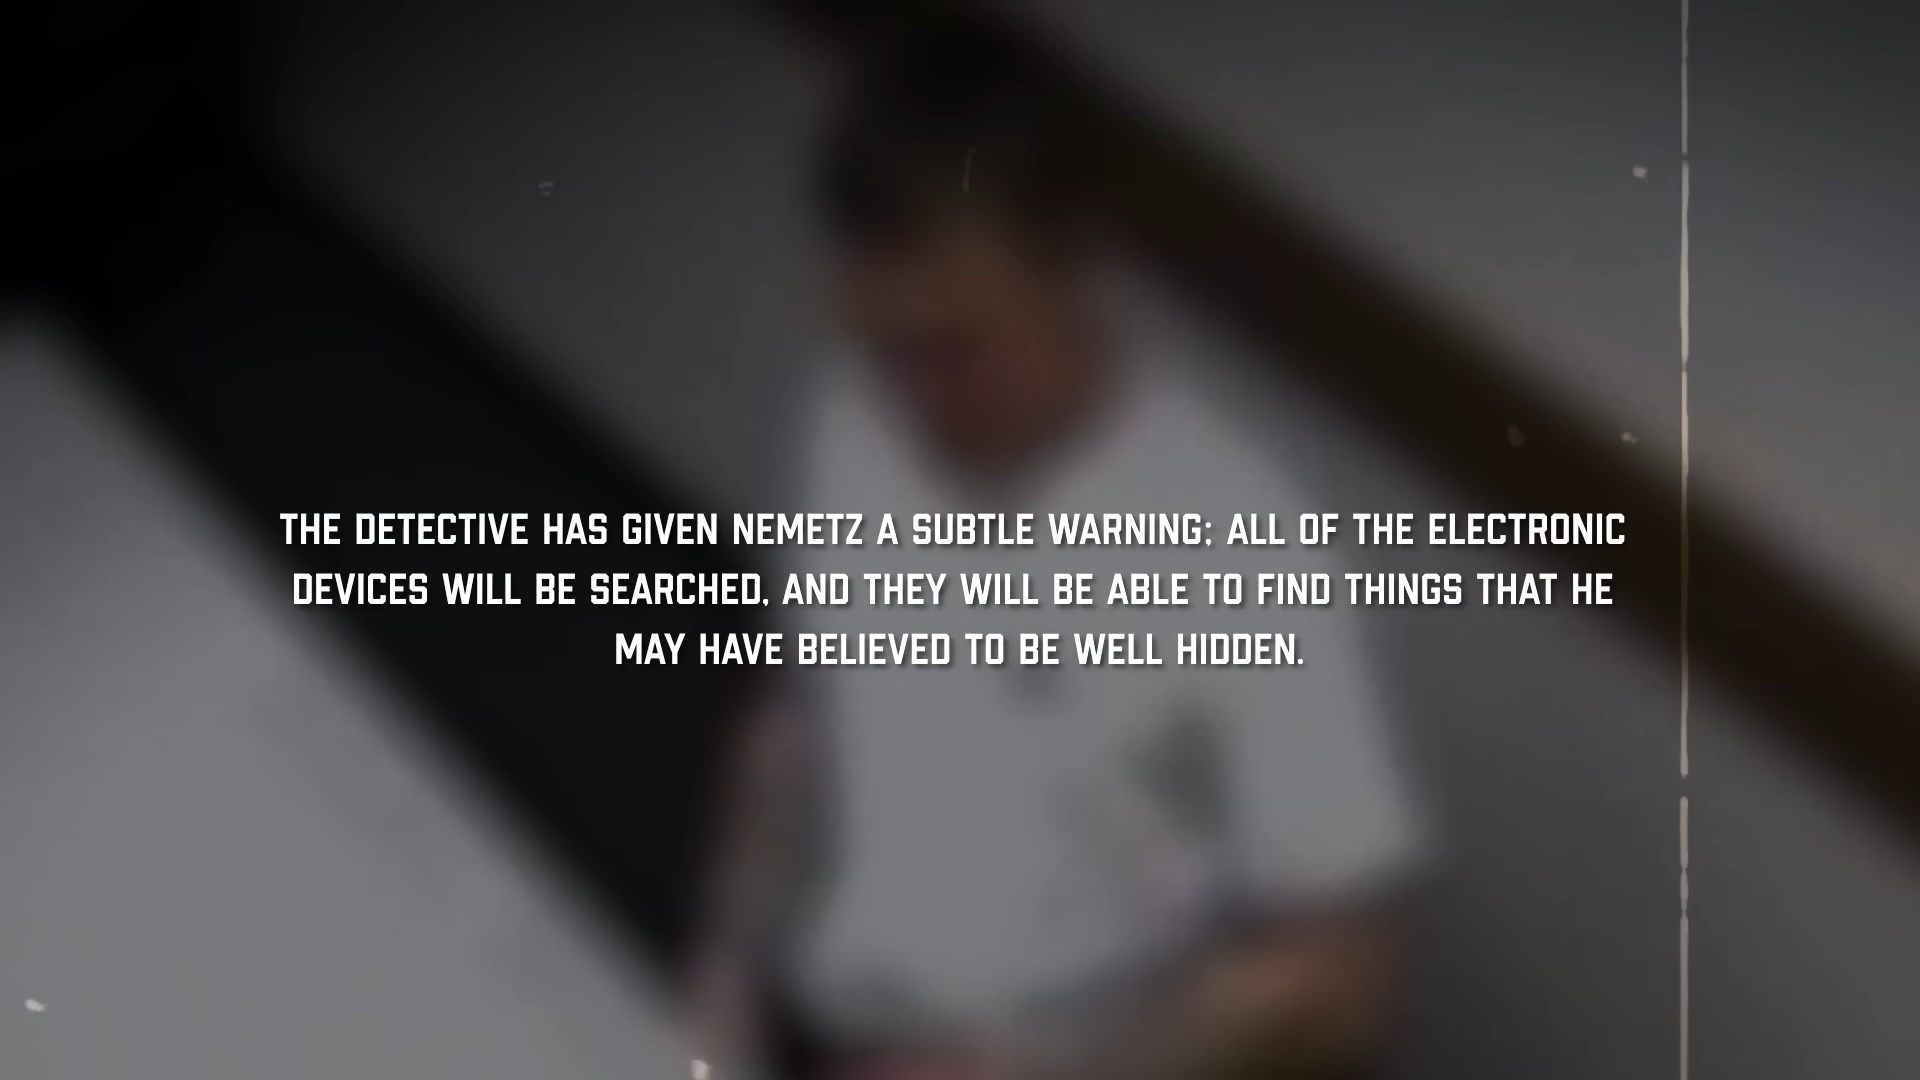 THE DETECTIVE HAS GIVEN NEMETZ A SUBTLE WARNING; ALL OF THE ELECTRONIC
DEVICES WILL BE SEARCHED, AND THEY WILL BE ABLE TO FIND THINGS THAT HE
MAY HAVE BELIEVED TO BE WELL HIDDEN.